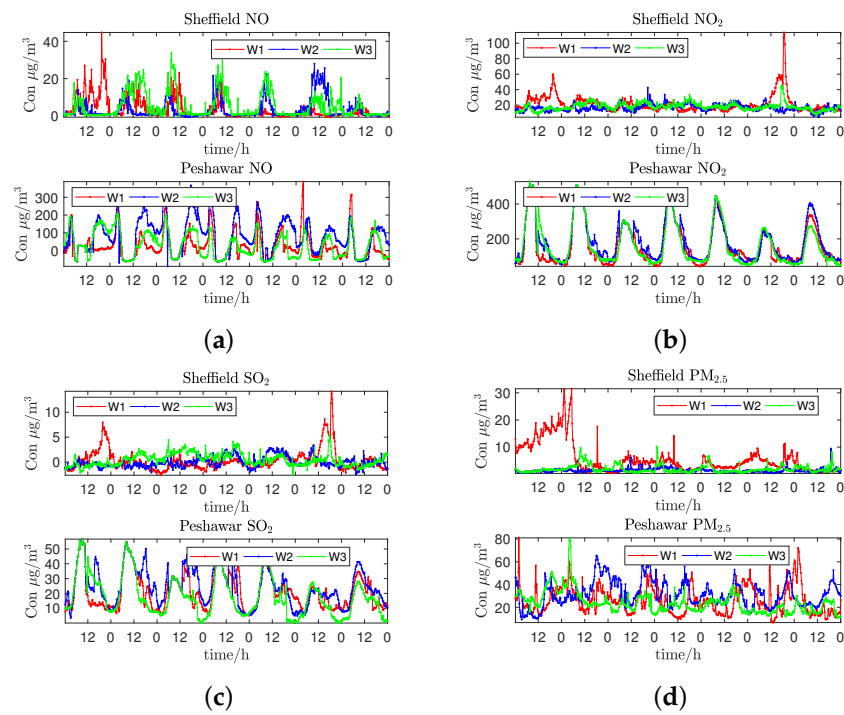 Sheffield NO
Con μg/m³
40
20
0
W1 W2 W3
12 0 12 0 12 0 12 0 12 0 12 0 12 0
time/h
Peshawar NO
Con μg/m³
300
200
100
0
W1 W2 W3
12 0 12 0 12 0 12 0 12 0 12 0 12 0
time/h
(a)
Sheffield NO₂
Con μg/m³
100
80
60
40
20
W1 W2 W3
12 0 12 0 12 0 12 0 12 0 12 0 12 0
time/h
Peshawar NO₂
Con μg/m³
400
200
W1 W2 W3
12 0 12 0 12 0 12 0 12 0 12 0 12 0
time/h
(b)
Sheffield SO₂
Con μg/m³
10
5
0
W1 W2 W3
12 0 12 0 12 0 12 0 12 0 12 0 12 0
time/h
Peshawar SO₂
Con μg/m³
50
40
30
20
10
W1 W2 W3
12 0 12 0 12 0 12 0 12 0 12 0 12 0
time/h
(c)
Sheffield PM₂.₅
Con μg/m³
30
20
10
W1 W2 W3
12 0 12 0 12 0 12 0 12 0 12 0 12 0
time/h
Peshawar PM₂.₅
Con μg/m³
80
60
40
20
W1 W2 W3
12 0 12 0 12 0 12 0 12 0 12 0 12 0
time/h
(d)